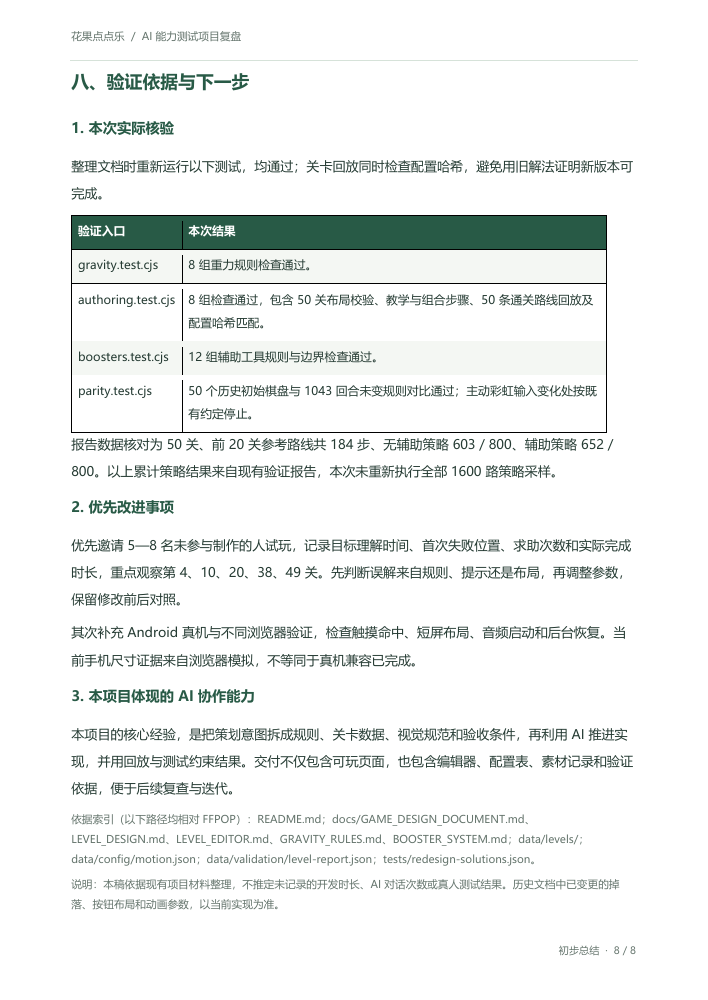 花果点点乐 / AI 能力测试项目复盘
八、验证依据与下一步
1. 本次实际核验
整理文档时重新运行以下测试，均通过；关卡回放同时检查配置哈希，避免用旧解法证明新版本可
完成。
验证入口 本次结果
gravity.test.cjs 8 组重力规则检查通过。
authoring.test.cjs 8 组检查通过，包含 50 关布局校验、教学与组合步骤、50 条通关路线回放及
配置哈希匹配。
boosters.test.cjs 12 组辅助工具规则与边界检查通过。
parity.test.cjs 50 个历史初始棋盘与 1043 回合未变规则对比通过；主动彩虹输入变化处按既
有约定停止。
报告数据核对为 50 关、前 20 关参考路线共 184 步、无辅助策略 603 / 800、辅助策略 652 /
800。以上累计策略结果来自现有验证报告，本次未重新执行全部 1600 路策略采样。
2. 优先改进事项
优先邀请 5—8 名未参与制作的人试玩，记录目标理解时间、首次失败位置、求助次数和实际完成
时长，重点观察第 4、10、20、38、49 关。先判断误解来自规则、提示还是布局，再调整参数，
保留修改前后对照。
其次补充 Android 真机与不同浏览器验证，检查触摸命中、短屏布局、音频启动和后台恢复。当
前手机尺寸证据来自浏览器模拟，不等同于真机兼容已完成。
3. 本项目体现的 AI 协作能力
本项目的核心经验，是把策划意图拆成规则、关卡数据、视觉规范和验收条件，再利用 AI 推进实
现，并用回放与测试约束结果。交付不仅包含可玩页面，也包含编辑器、配置表、素材记录和验证
依据，便于后续复查与迭代。
依据索引（以下路径均相对 FFPOP）：README.md；docs/GAME_DESIGN_DOCUMENT.md、
LEVEL_DESIGN.md、LEVEL_EDITOR.md、GRAVITY_RULES.md、BOOSTER_SYSTEM.md；data/levels/；
data/config/motion.json；data/validation/level-report.json；tests/redesign-solutions.json。
说明：本稿依据现有项目材料整理，不推定未记录的开发时长、AI 对话次数或真人测试结果。历史文档中已变更的掉
落、按钮布局和动画参数，以当前实现为准。
初步总结 · 8 / 8